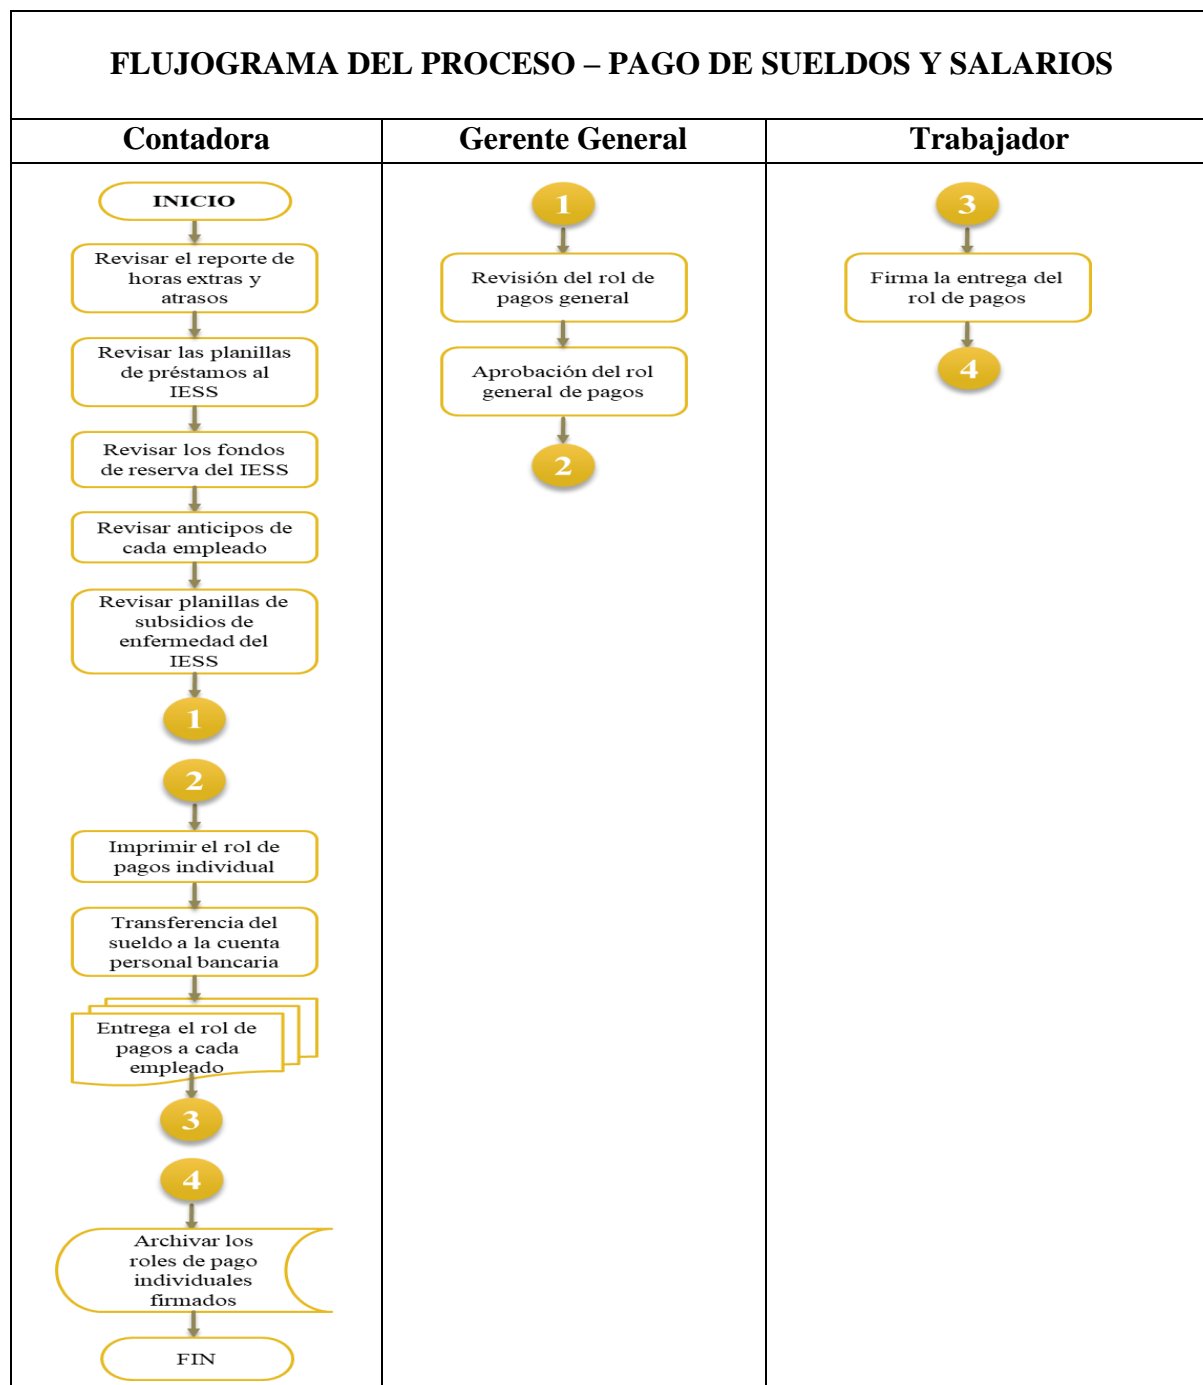 FLUJOGRAMA DEL PROCESO – PAGO DE SUELDOS Y SALARIOS
Contadora
Gerente General
Trabajador
INICIO
Revisar el reporte de
horas extras y
atrasos
Revisar las planillas
de préstamos al
IESS
Revisar los fondos
de reserva del IESS
Revisar anticipos de
cada empleado
Revisar planillas de
subsidios de
enfermedad del
IESS
1
2
Imprimir el rol de
pagos individual
Transferencia del
sueldo a la cuenta
personal bancaria
Entrega el rol de
pagos a cada
empleado
3
4
Archivar los
roles de pago
individuales
firmados
FIN
1
Revisión del rol de
pagos general
Aprobación del rol
general de pagos
2
3
Firma la entrega del
rol de pagos
4